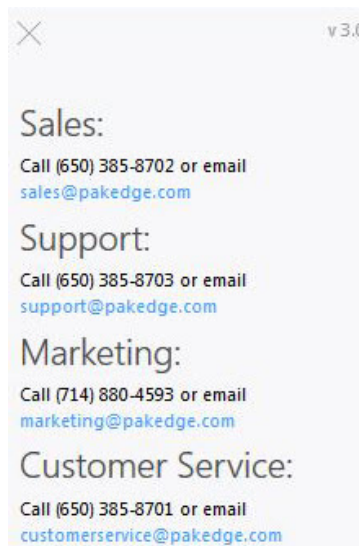 v 3.0
Sales:
Call (650) 385-8702 or email
sales@pakedge.com
Support:
Call (650) 385-8703 or email
support@pakedge.com
Marketing:
Call (714) 880-4593 or email
marketing@pakedge.com
Customer Service:
Call (650) 385-8701 or email
customerservice@pakedge.com